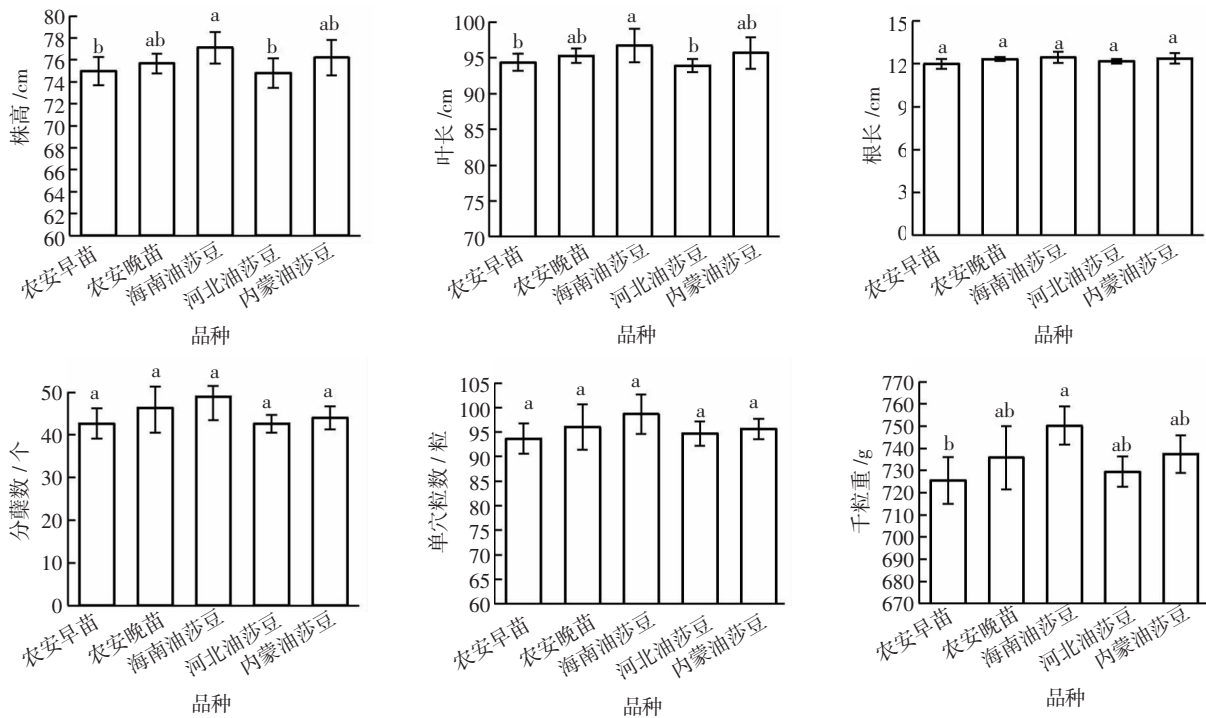 80
78
76
74
72
70
68
66
64
62
60
株高/cm
b
ab
a
b
ab
农安早苗
农安晚苗
海南油莎豆
河北油莎豆
内蒙油莎豆
品种
100
95
90
85
80
75
70
叶长/cm
b
ab
a
b
ab
农安早苗
农安晚苗
海南油莎豆
河北油莎豆
内蒙油莎豆
品种
15
12
9
6
3
0
根长/cm
a
a
a
a
a
农安早苗
农安晚苗
海南油莎豆
河北油莎豆
内蒙油莎豆
品种
50
40
30
20
10
0
分蘖数/个
a
a
a
a
a
农安早苗
农安晚苗
海南油莎豆
河北油莎豆
内蒙油莎豆
品种
105
100
95
90
85
80
75
70
65
60
单穴粒数/粒
a
a
a
a
a
农安早苗
农安晚苗
海南油莎豆
河北油莎豆
内蒙油莎豆
品种
770
760
750
740
730
720
710
700
690
680
670
千粒重/g
b
ab
a
ab
ab
农安早苗
农安晚苗
海南油莎豆
河北油莎豆
内蒙油莎豆
品种